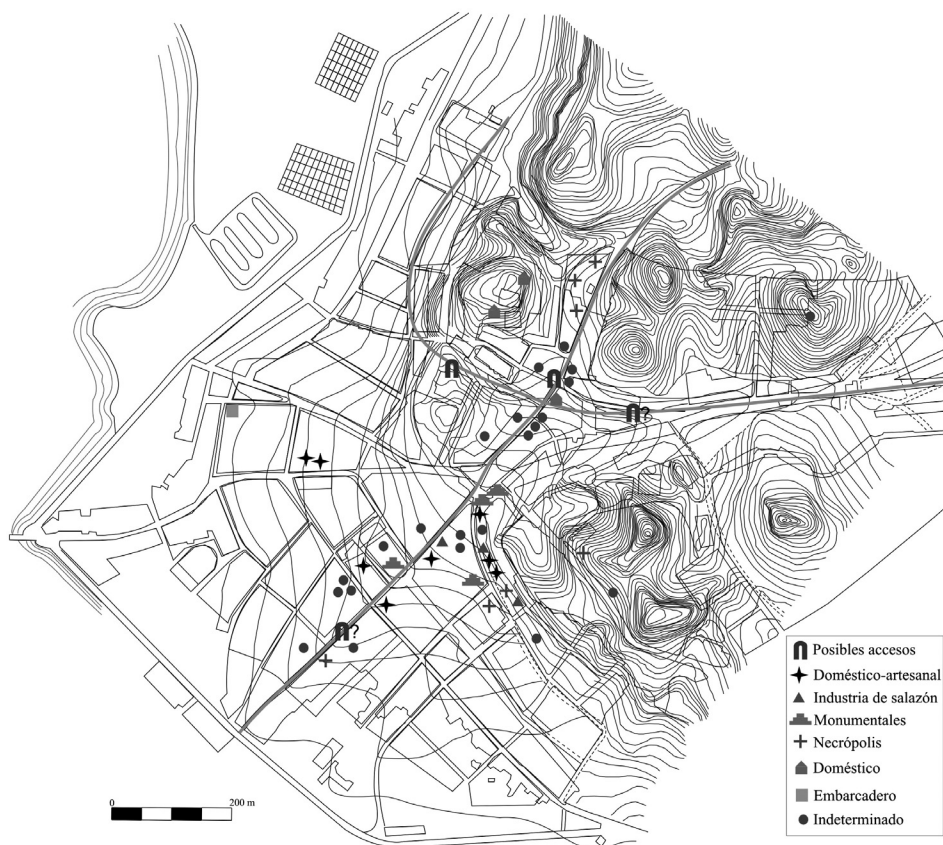 ?
?
Posibles accesos
Doméstico-artesanal
Industria de salazón
Monumentales
Necrópolis
Doméstico
Embarcadero
Indeterminado
0 200 m